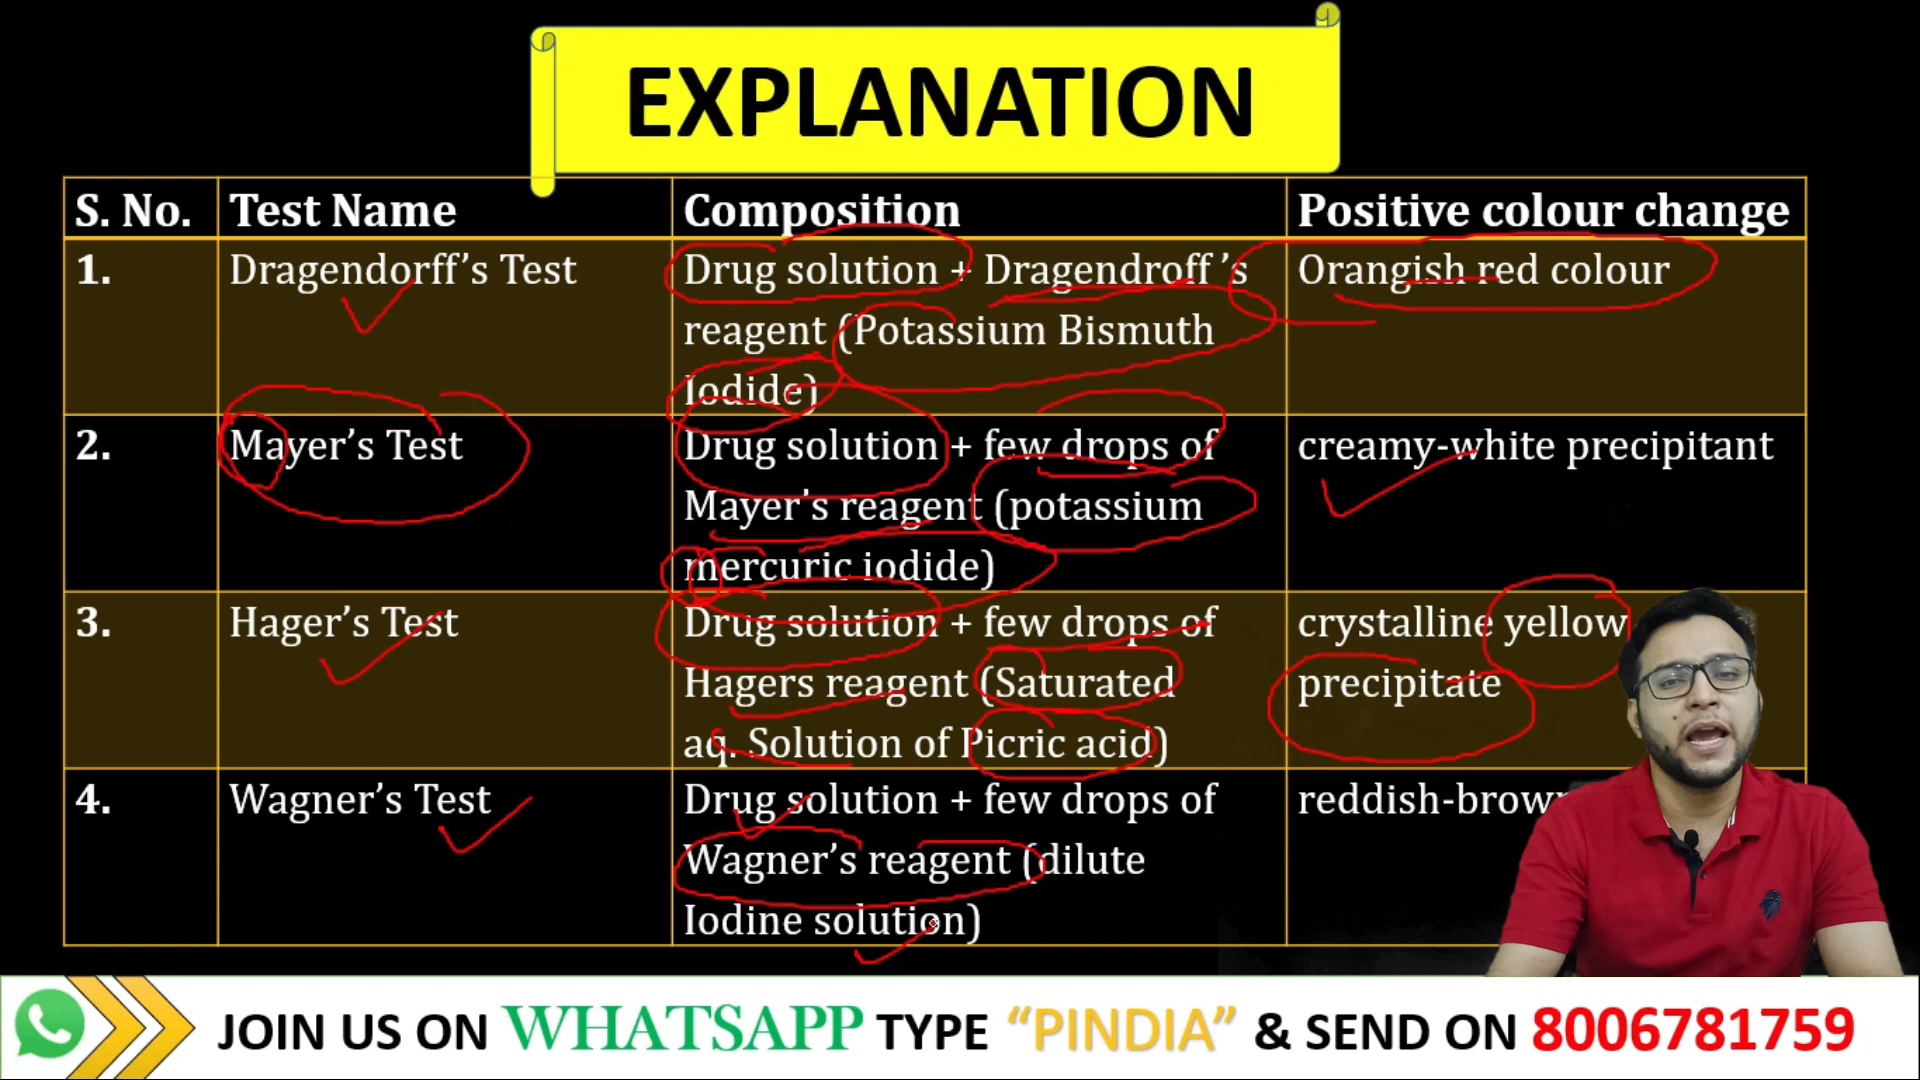 EXPLANATION
S. No. Test Name Composition Positive colour change
1. Dragendorff’s Test Drug solution + Dragendroff ’s Orangish red colour
reagent (Potassium Bismuth
Iodide)
2. Mayer’s Test Drug solution + few drops of creamy-white precipitant
Mayer’s reagent (potassium
mercuric iodide)
3. Hager’s Test Drug solution + few drops of crystalline yellow
Hagers reagent (Saturated precipitate
aq. Solution of Picric acid)
4. Wagner’s Test Drug solution + few drops of reddish-brown
Wagner’s reagent (dilute
Iodine solution)
JOIN US ON WHATSAPP TYPE “PINDIA” & SEND ON 8006781759